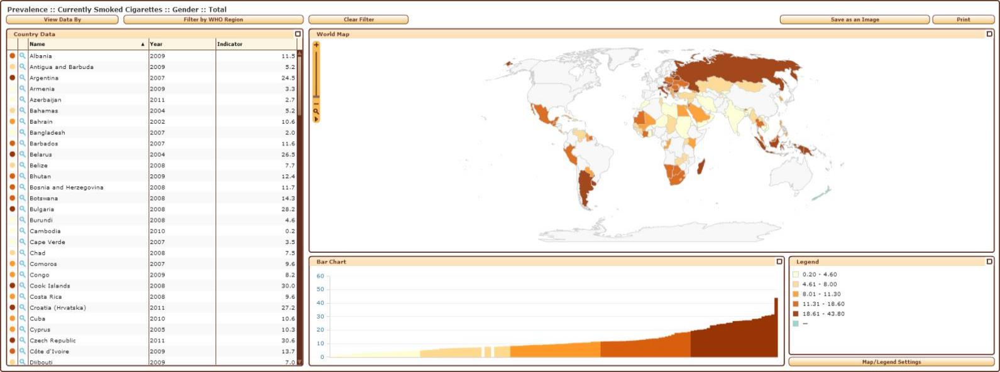 Prevalence :: Currently Smoked Cigarettes :: Gender :: Total
View Data By
Filter by WHO Region
Clear Filter
Save as an Image
Print
Country Data
Name ▲ Year Indicator
Albania 2009 11.5
Antigua and Barbuda 2009 5.2
Argentina 2007 24.5
Armenia 2009 3.3
Azerbaijan 2011 2.7
Bahamas 2004 5.2
Bahrain 2002 10.6
Bangladesh 2007 2.0
Barbados 2007 11.6
Belarus 2004 26.5
Belize 2008 7.7
Bhutan 2009 12.4
Bosnia and Herzegovina 2008 11.7
Botswana 2008 14.3
Bulgaria 2008 28.2
Burundi 2008 4.6
Cambodia 2010 0.2
Cape Verde 2007 3.5
Chad 2008 7.5
Comoros 2007 9.6
Congo 2009 8.2
Cook Islands 2008 30.0
Costa Rica 2008 9.6
Croatia (Hrvatska) 2011 27.2
Cuba 2010 10.6
Cyprus 2005 10.3
Czech Republic 2011 30.6
Côte d'Ivoire 2009 13.7
Djibouti 2009 7.0
World Map
+
−
Bar Chart
60
50
40
30
20
10
0
Legend
0.20 - 4.60
4.61 - 8.00
8.01 - 11.30
11.31 - 18.60
18.61 - 43.80
—
Map/Legend Settings